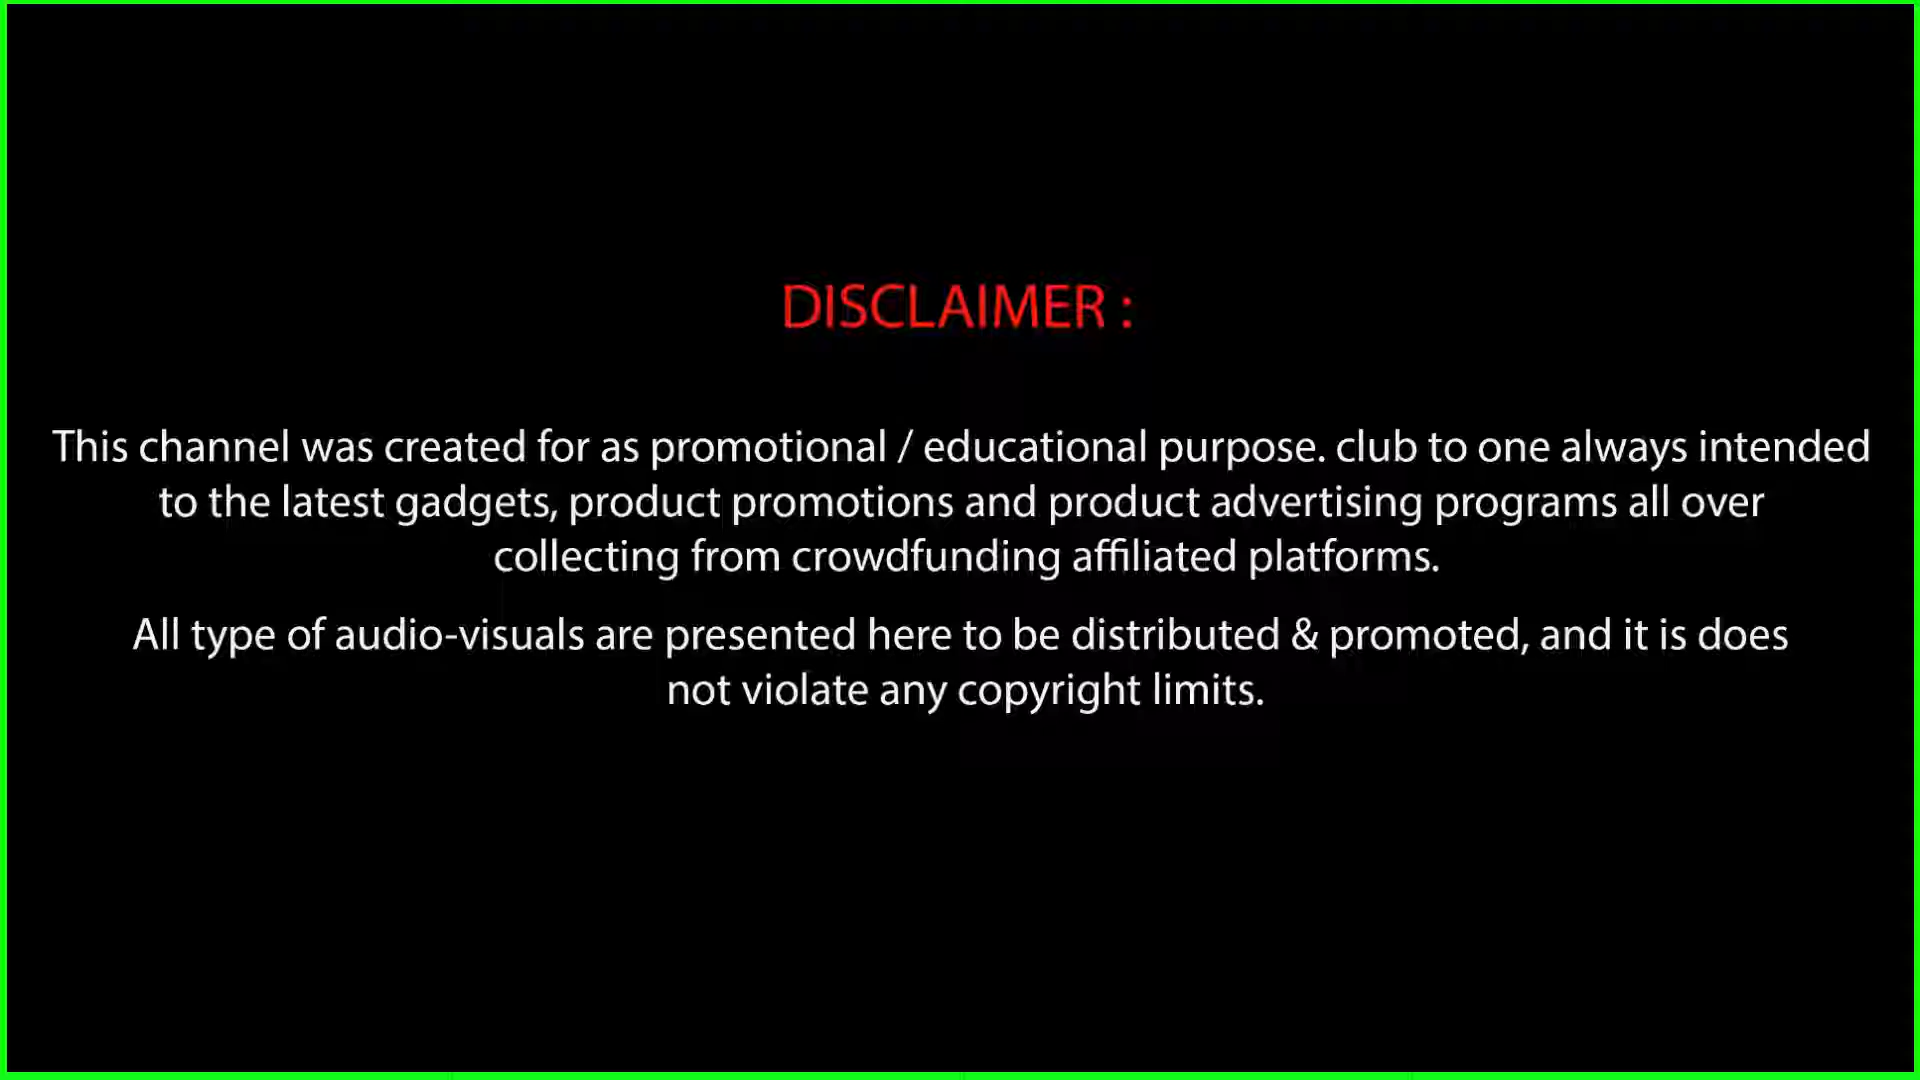 DISCLAIMER :
This channel was created for as promotional / educational purpose. club to one always intended
to the latest gadgets, product promotions and product advertising programs all over
collecting from crowdfunding affiliated platforms.
All type of audio-visuals are presented here to be distributed & promoted, and it is does
not violate any copyright limits.